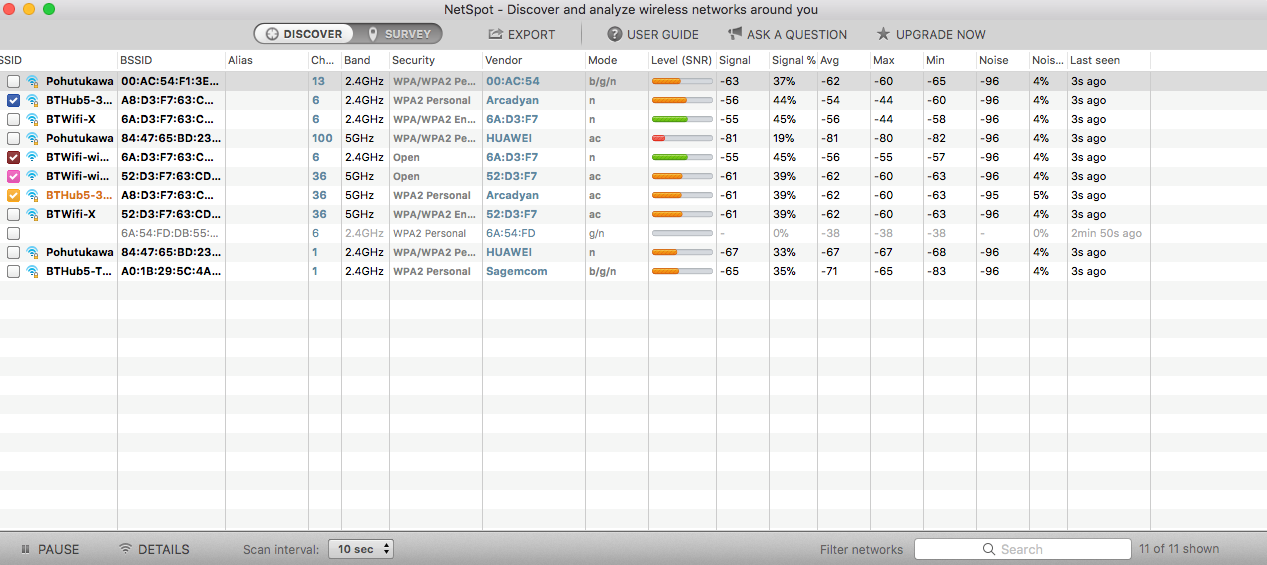 NetSpot - Discover and analyze wireless networks around you
DISCOVER SURVEY EXPORT USER GUIDE ASK A QUESTION UPGRADE NOW
SSID BSSID Alias Ch... Band Security Vendor Mode Level (SNR) Signal Signal % Avg Max Min Noise Nois... Last seen
Pohutukawa 00:AC:54:F1:3E... 13 2.4GHz WPA/WPA2 Pe... 00:AC:54 b/g/n -63 37% -62 -60 -65 -96 4% 3s ago
BTHub5-3... A8:D3:F7:63:C... 6 2.4GHz WPA2 Personal Arcadyan n -56 44% -54 -44 -60 -96 4% 3s ago
BTWifi-X 6A:D3:F7:63:C... 6 2.4GHz WPA/WPA2 En... 6A:D3:F7 n -55 45% -56 -44 -58 -96 4% 3s ago
Pohutukawa 84:47:65:BD:23... 100 5GHz WPA/WPA2 Pe... HUAWEI ac -81 19% -81 -80 -82 -96 4% 3s ago
BTWifi-wi... 6A:D3:F7:63:C... 6 2.4GHz Open 6A:D3:F7 n -55 45% -56 -55 -57 -96 4% 3s ago
BTWifi-wi... 52:D3:F7:63:CD... 36 5GHz Open 52:D3:F7 ac -61 39% -62 -60 -63 -96 4% 3s ago
BTHub5-3... A8:D3:F7:63:C... 36 5GHz WPA2 Personal Arcadyan ac -61 39% -62 -60 -63 -95 5% 3s ago
BTWifi-X 52:D3:F7:63:CD... 36 5GHz WPA/WPA2 En... 52:D3:F7 ac -61 39% -62 -60 -63 -96 4% 3s ago
6A:54:FD:DB:55:... 6 2.4GHz WPA2 Personal 6A:54:FD g/n - 0% -38 -38 -38 - 0% 2min 50s ago
Pohutukawa 84:47:65:BD:23... 1 2.4GHz WPA/WPA2 Pe... HUAWEI n -67 33% -67 -67 -68 -96 4% 3s ago
BTHub5-T... A0:1B:29:5C:4A... 1 2.4GHz WPA2 Personal Sagemcom b/g/n -65 35% -71 -65 -83 -96 4% 3s ago
PAUSE DETAILS Scan interval: 10 sec Filter networks Search 11 of 11 shown